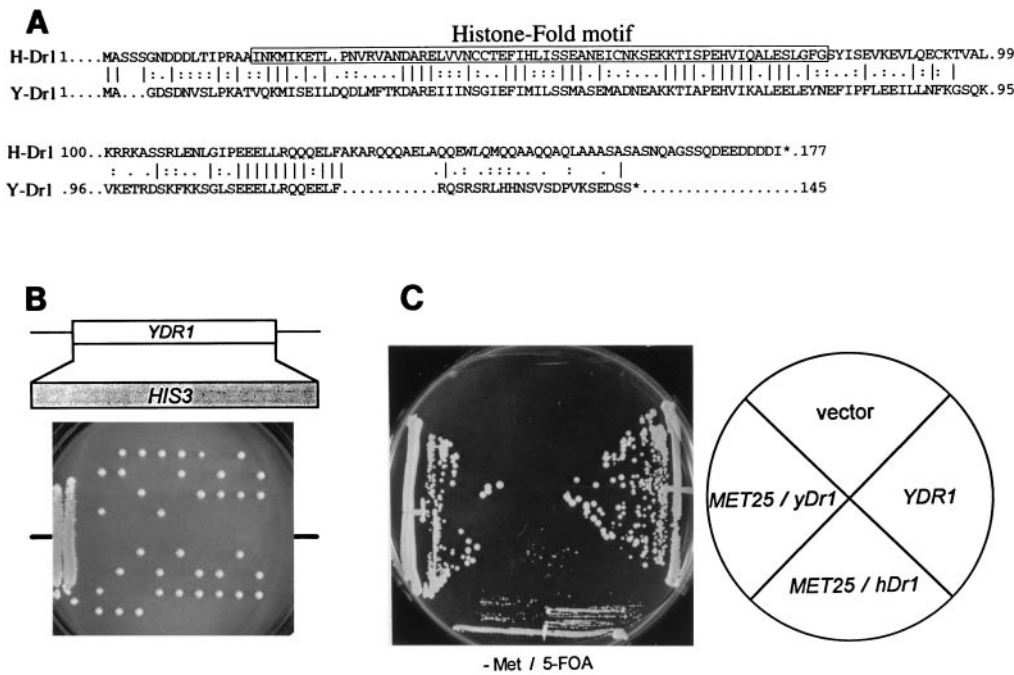 A
Histone-Fold motif
H-Dr1 1....MASSSGNDDDLTIPRAAINKMIKETL.PNVRVANDARELVVNCCTEFIHLISSEANEICNKSEKKTISPEHVIQALESLGFGSYISEVKEVLQECKTVAL.99
Y-Dr1 1....MA...GDSDNVSLPKATVQKMISEILDQDLMFTKDAREIIINSGIEFIMILSSMASEMADNEAKKTIAPEHVIKALEELEYNEFIPFLEEILLNFKGSQK.95
H-Dr1 100..KRRKASSRLENLGIPEEELLRQQQELFAKARQQQAELAQQEWLQMQQAAQQAQLAAASASASNQAGSSQDEEDDDDI*.177
Y-Dr1 .96..VKETRDSKFKKSGLSEEELLRQQEELF...........RQSRSRLHHNSVSDPVKSEDSS*.................145
B
C
YDR1
HIS3
vector
MET25 / yDr1
YDR1
MET25 / hDr1
- Met / 5-FOA